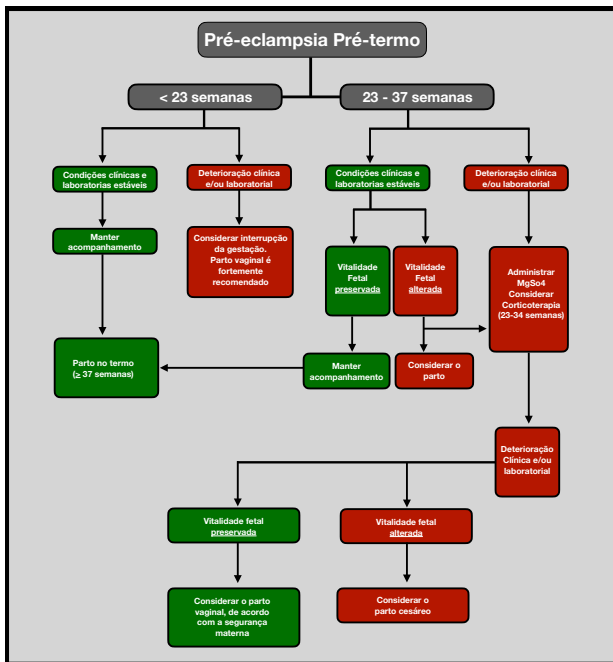 Pré-eclampsia Pré-termo
< 23 semanas
23 - 37 semanas
Condições clínicas e
laboratorias estáveis
Deterioração clínica
e/ou laboratorial
Condições clínicas e
laboratorias estáveis
Deterioração clínica
e/ou laboratorial
Manter
acompanhamento
Considerar interrupção
da gestação.
Parto vaginal é
fortemente
recomendado
Vitalidade
Fetal
preservada
Vitalidade
Fetal
alterada
Administrar
MgSo4
Considerar
Corticoterapia
(23-34 semanas)
Parto no termo
(≥ 37 semanas)
Manter
acompanhamento
Considerar o
parto
Deterioração
Clínica e/ou
laboratorial
Vitalidade fetal
preservada
Vitalidade fetal
alterada
Considerar o parto
vaginal, de acordo
com a segurança
materna
Considerar o
parto cesáreo